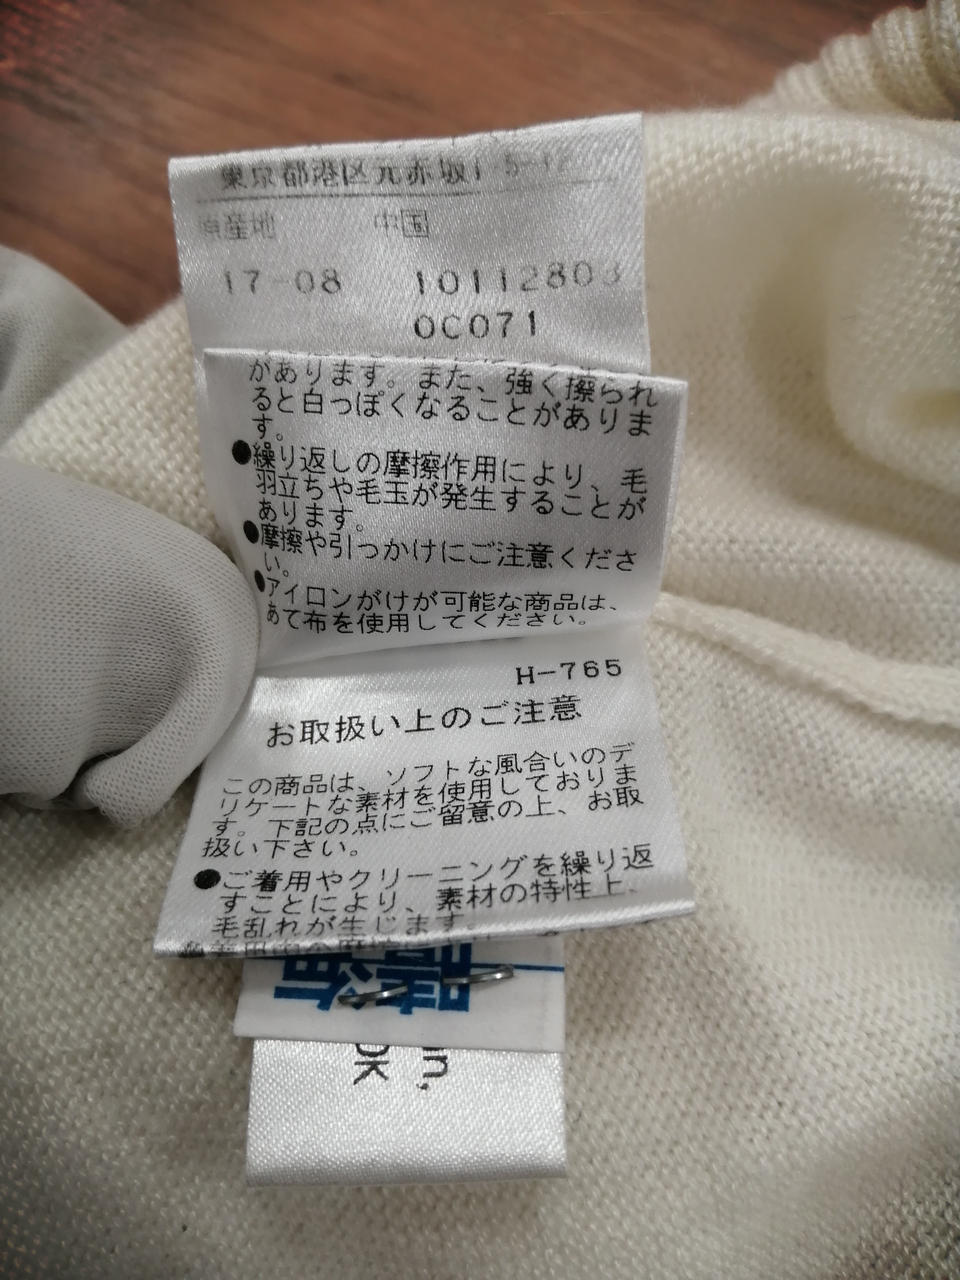 東京都港区元赤坂1-5-12
原産地 中国
17-08 10112803
0C071
があります。また、強く擦られ
ると白っぽくなることがありま
す。
●繰り返しの摩擦作用により、毛
羽立ちや毛玉が発生することが
あります。
●摩擦や引っかけにご注意くださ
い。
●アイロンがけが可能な商品は、
あて布を使用してください。
H-765
お取扱い上のご注意
この商品は、ソフトな風合いのデ
リケートな素材を使用しておりま
す。下記の点にご留意の上、お取
扱い下さい。
●ご着用やクリーニングを繰り返
すことにより、素材の特性上、
毛乱れが生じます。
in,
OK